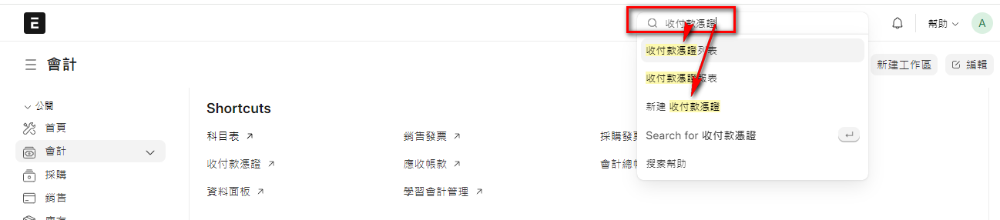 E
收付款憑證
幫助
A
會計
新建工作區
編輯
收付款憑證列表
收付款憑證報表
新建 收付款憑證
Search for 收付款憑證
搜索幫助
公開
首頁
會計
採購
銷售
庫存
Shortcuts
科目表
銷售發票
採購發票
收付款憑證
應收帳款
會計總帳
資料面板
學習會計管理